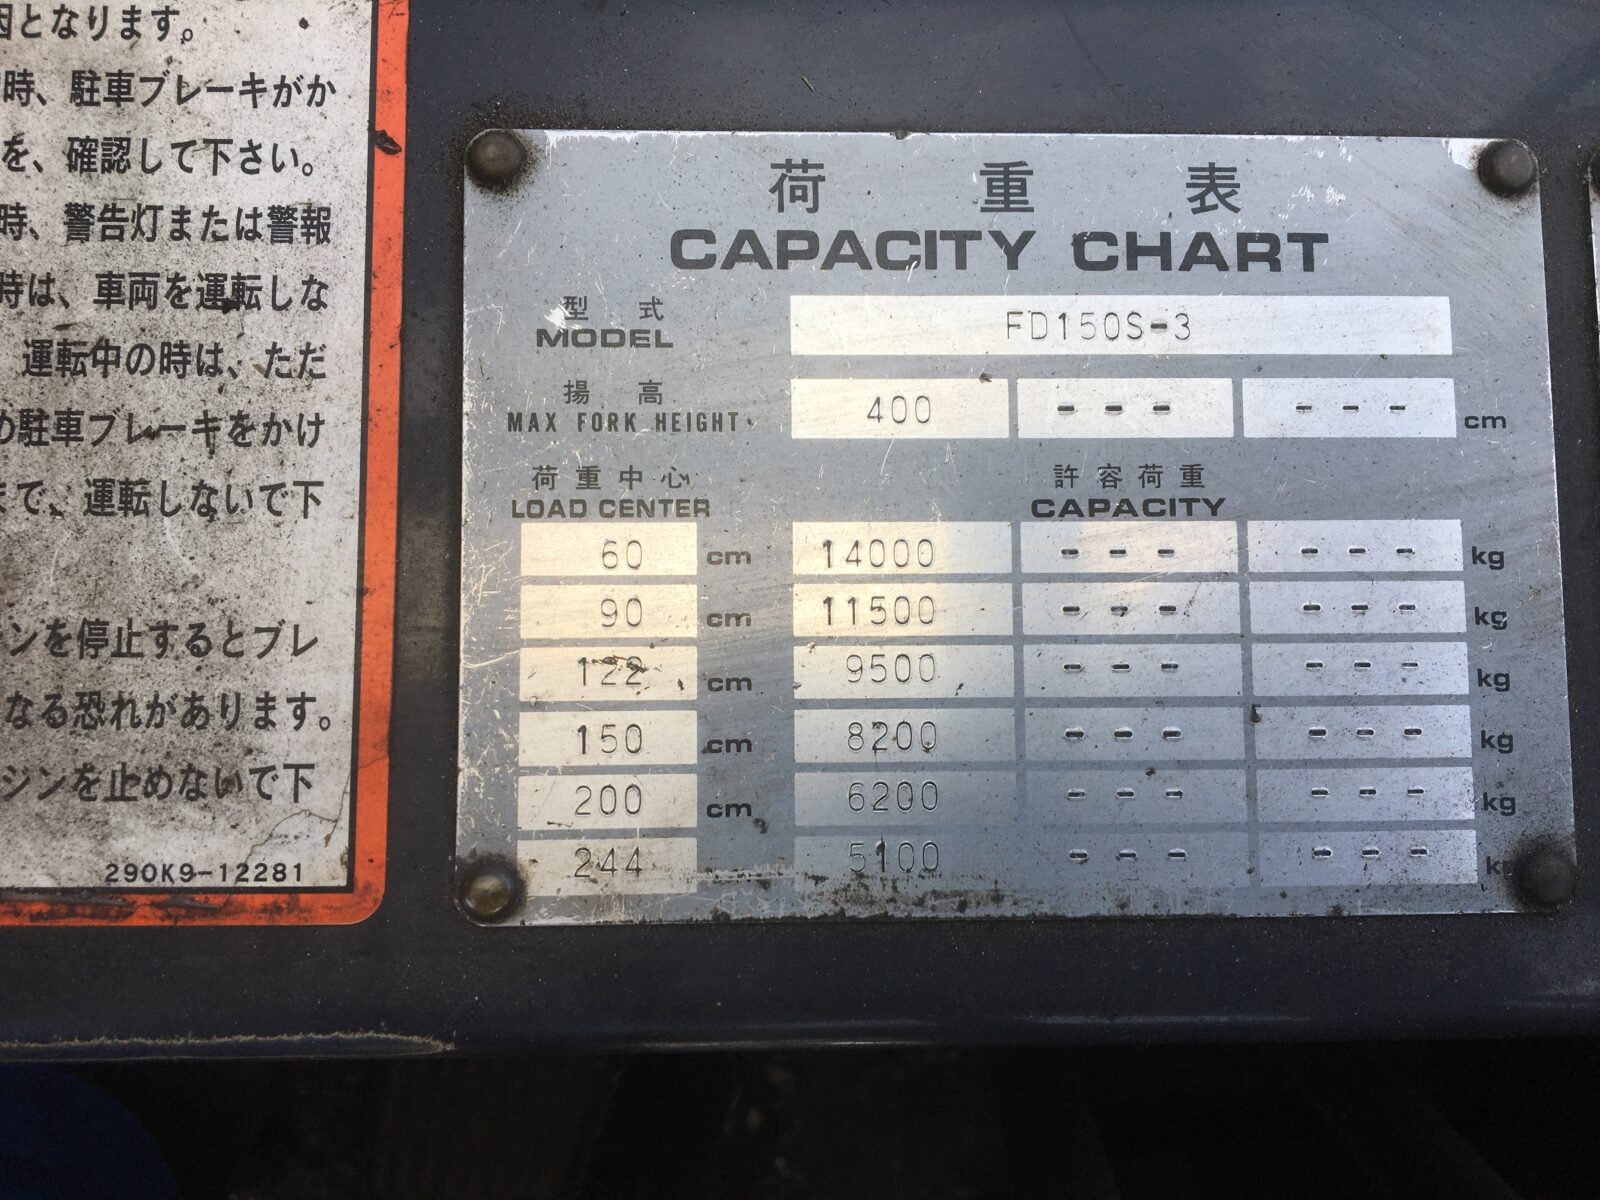 因となります。
時、駐車ブレーキがか
を、確認して下さい。
時、警告灯または警報
時は、車両を運転しな
運転中の時は、ただ
の駐車ブレーキをかけ
まで、運転しないで下
ンを停止するとブレ
なる恐れがあります。
ジンを止めないで下
290K9-12281
荷 重 表
CAPACITY CHART
型 式
MODEL FD150S-3
揚 高
MAX FORK HEIGHT 400 --- --- cm
荷重中心 許容荷重
LOAD CENTER CAPACITY
60 cm 14000 --- --- kg
90 cm 11500 --- --- kg
122 cm 9500 --- --- kg
150 cm 8200 --- --- kg
200 cm 6200 --- --- kg
244 5100 --- ---